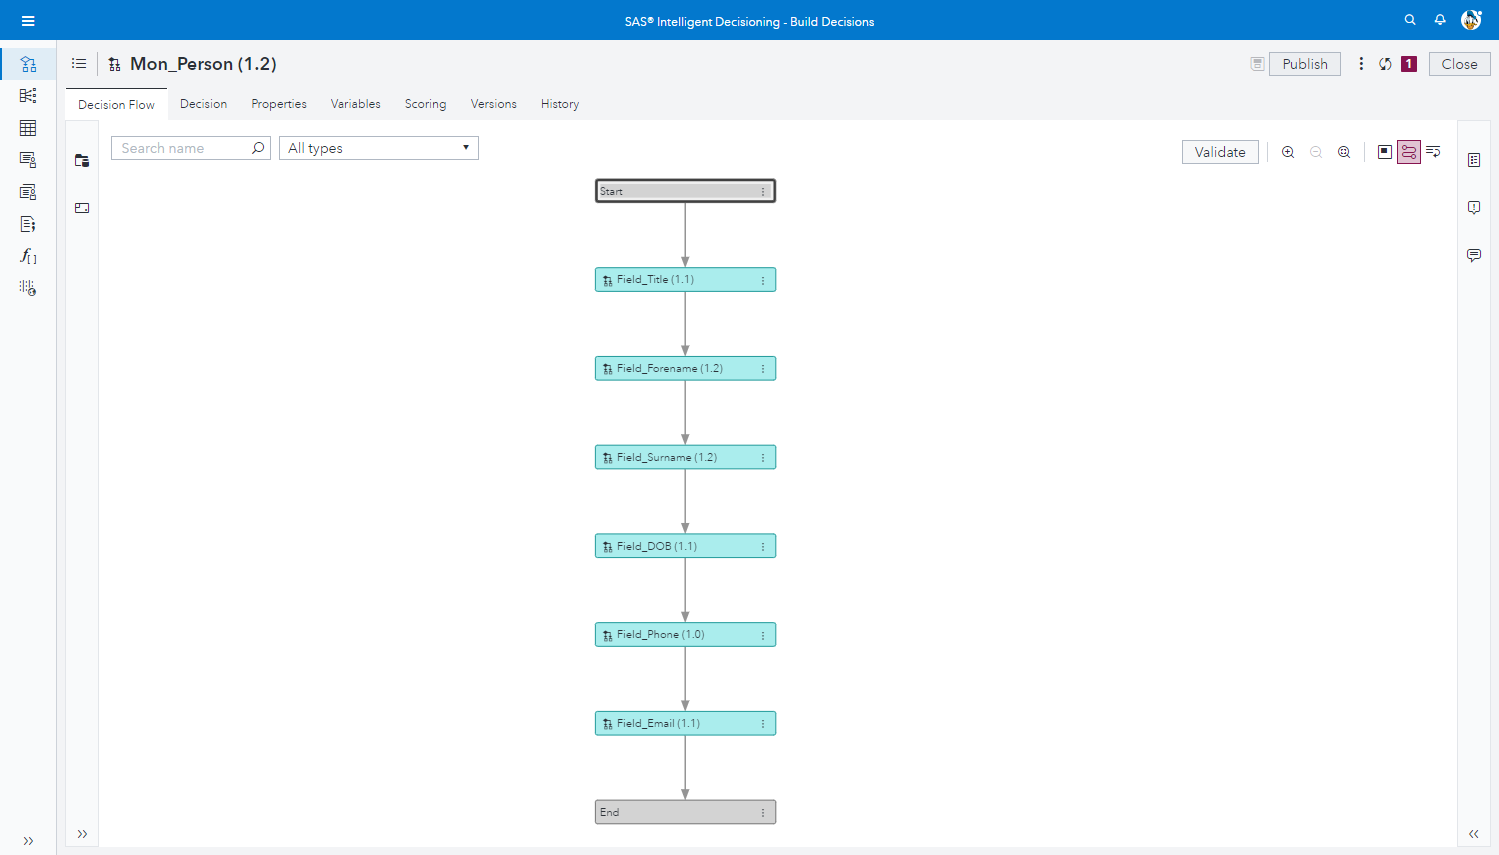 SAS® Intelligent Decisioning - Build Decisions
Mon_Person (1.2)
Publish
1
Close
Decision Flow
Decision
Properties
Variables
Scoring
Versions
History
Search name
All types
Validate
Start
Field_Title (1.1)
Field_Forename (1.2)
Field_Surname (1.2)
Field_DOB (1.1)
Field_Phone (1.0)
Field_Email (1.1)
End